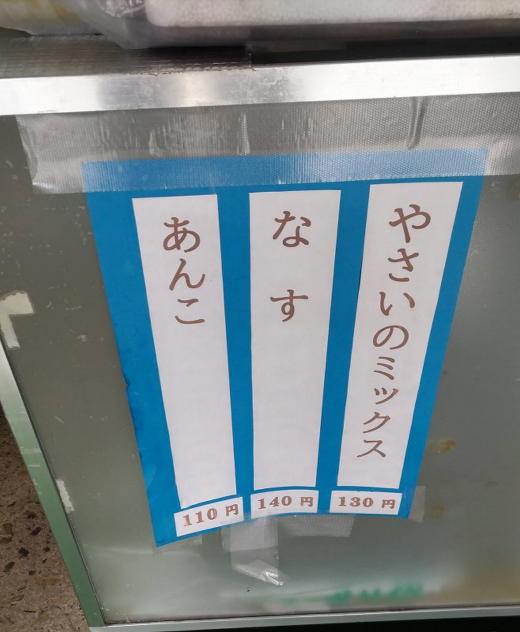 やさいのミックス
130円
なす
140円
あんこ
110円